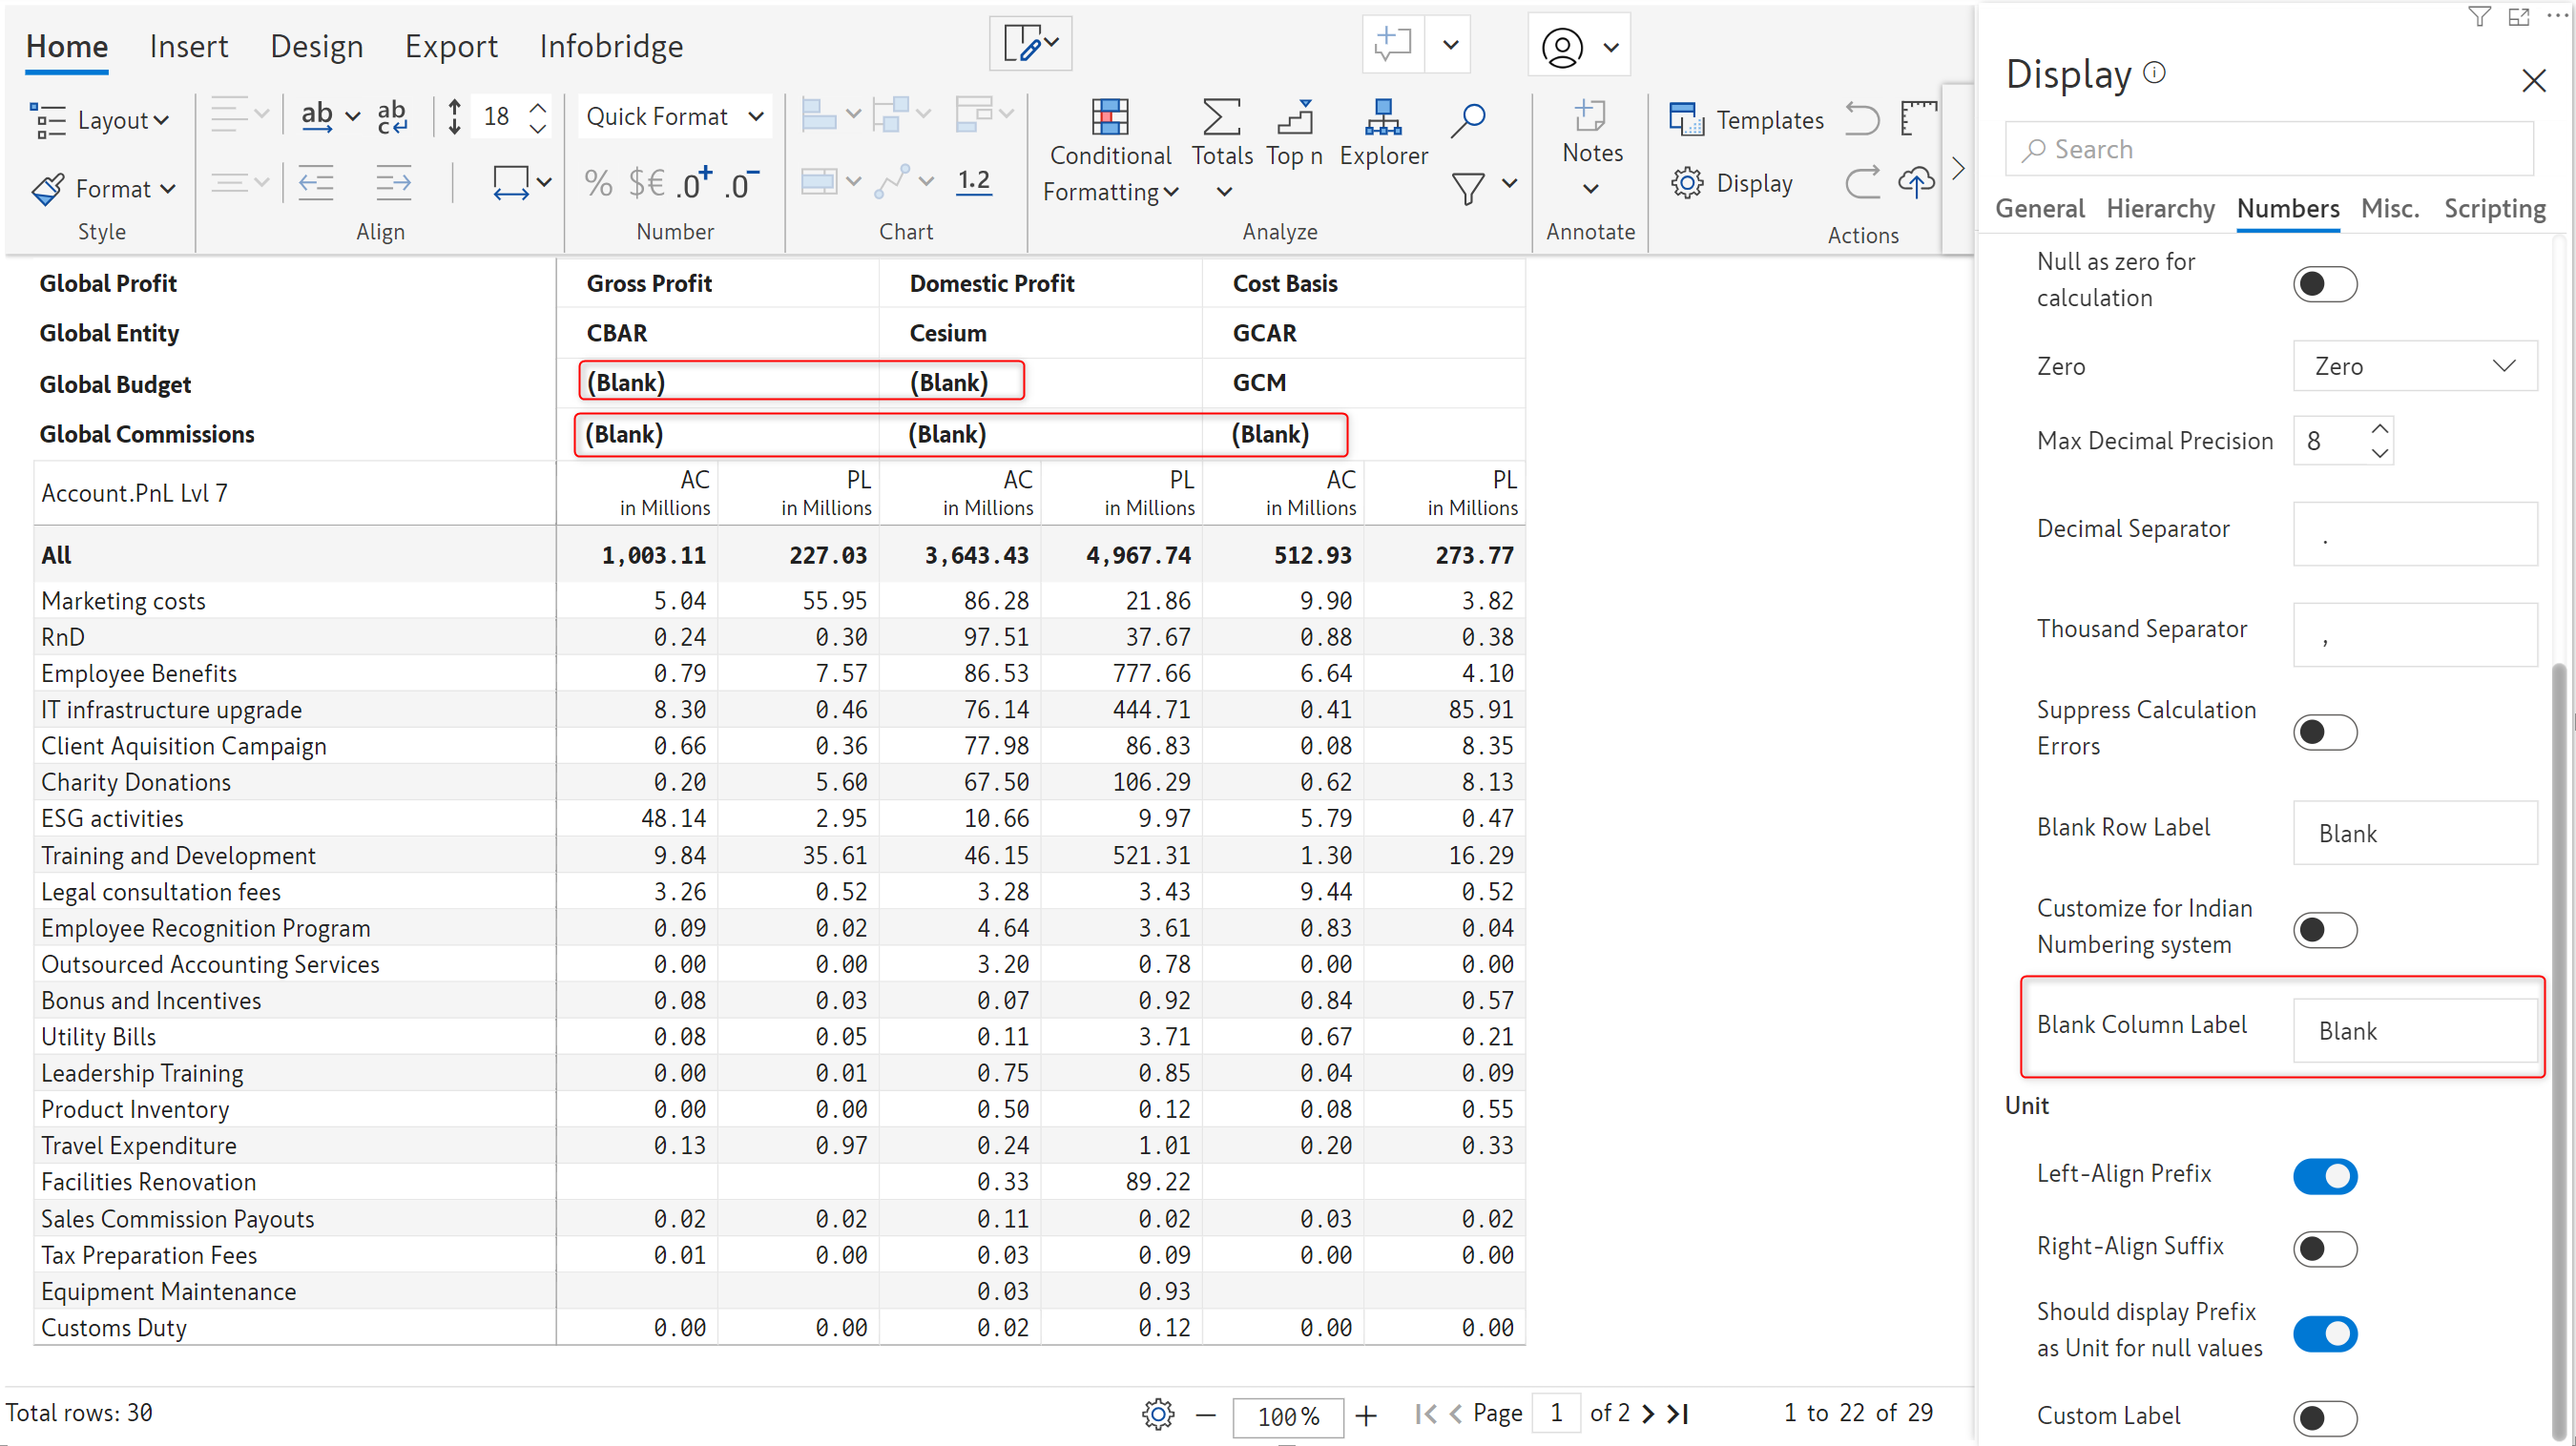 Home Insert Design Export Infobridge
Layout ab ab c 18 Quick Format
Templates
Format % $€ .0+ .0- 1.2
Conditional Formatting Totals Top n Explorer Notes Display
Style Align Number Chart Analyze Annotate Actions
Global Profit Gross Profit Domestic Profit Cost Basis
Global Entity CBAR Cesium GCAR
Global Budget (Blank) (Blank) GCM
Global Commissions (Blank) (Blank) (Blank)
Account.PnL Lvl 7 AC PL AC PL AC PL
in Millions in Millions in Millions in Millions in Millions in Millions
All 1,003.11 227.03 3,643.43 4,967.74 512.93 273.77
Marketing costs 5.04 55.95 86.28 21.86 9.90 3.82
RnD 0.24 0.30 97.51 37.67 0.88 0.38
Employee Benefits 0.79 7.57 86.53 777.66 6.64 4.10
IT infrastructure upgrade 8.30 0.46 76.14 444.71 0.41 85.91
Client Aquisition Campaign 0.66 0.36 77.98 86.83 0.08 8.35
Charity Donations 0.20 5.60 67.50 106.29 0.62 8.13
ESG activities 48.14 2.95 10.66 9.97 5.79 0.47
Training and Development 9.84 35.61 46.15 521.31 1.30 16.29
Legal consultation fees 3.26 0.52 3.28 3.43 9.44 0.52
Employee Recognition Program 0.09 0.02 4.64 3.61 0.83 0.04
Outsourced Accounting Services 0.00 0.00 3.20 0.78 0.00 0.00
Bonus and Incentives 0.08 0.03 0.07 0.92 0.84 0.57
Utility Bills 0.08 0.05 0.11 3.71 0.67 0.21
Leadership Training 0.00 0.01 0.75 0.85 0.04 0.09
Product Inventory 0.00 0.00 0.50 0.12 0.08 0.55
Travel Expenditure 0.13 0.97 0.24 1.01 0.20 0.33
Facilities Renovation 0.33 89.22
Sales Commission Payouts 0.02 0.02 0.11 0.02 0.03 0.02
Tax Preparation Fees 0.01 0.00 0.03 0.09 0.00 0.00
Equipment Maintenance 0.03 0.93
Customs Duty 0.00 0.00 0.02 0.12 0.00 0.00
Total rows: 30 100% Page 1 of 2 1 to 22 of 29
Display
Search
General Hierarchy Numbers Misc. Scripting
Null as zero for
calculation
Zero Zero
Max Decimal Precision 8
Decimal Separator .
Thousand Separator ,
Suppress Calculation
Errors
Blank Row Label Blank
Customize for Indian
Numbering system
Blank Column Label Blank
Unit
Left-Align Prefix
Right-Align Suffix
Should display Prefix
as Unit for null values
Custom Label